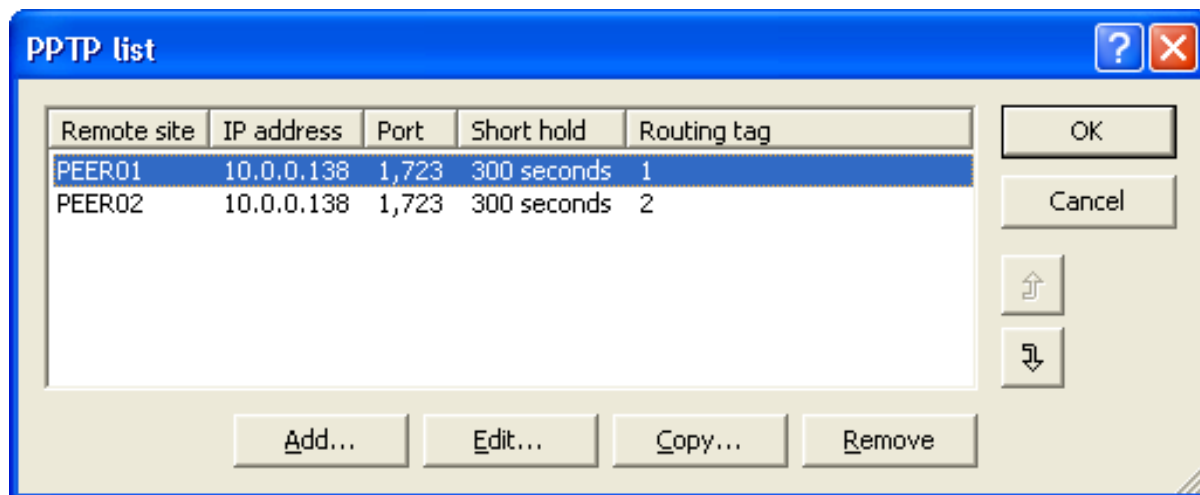 PPTP list
Remote site IP address Port Short hold Routing tag
PEER01 10.0.0.138 1,723 300 seconds 1
PEER02 10.0.0.138 1,723 300 seconds 2
OK
Cancel
Add... Edit... Copy... Remove